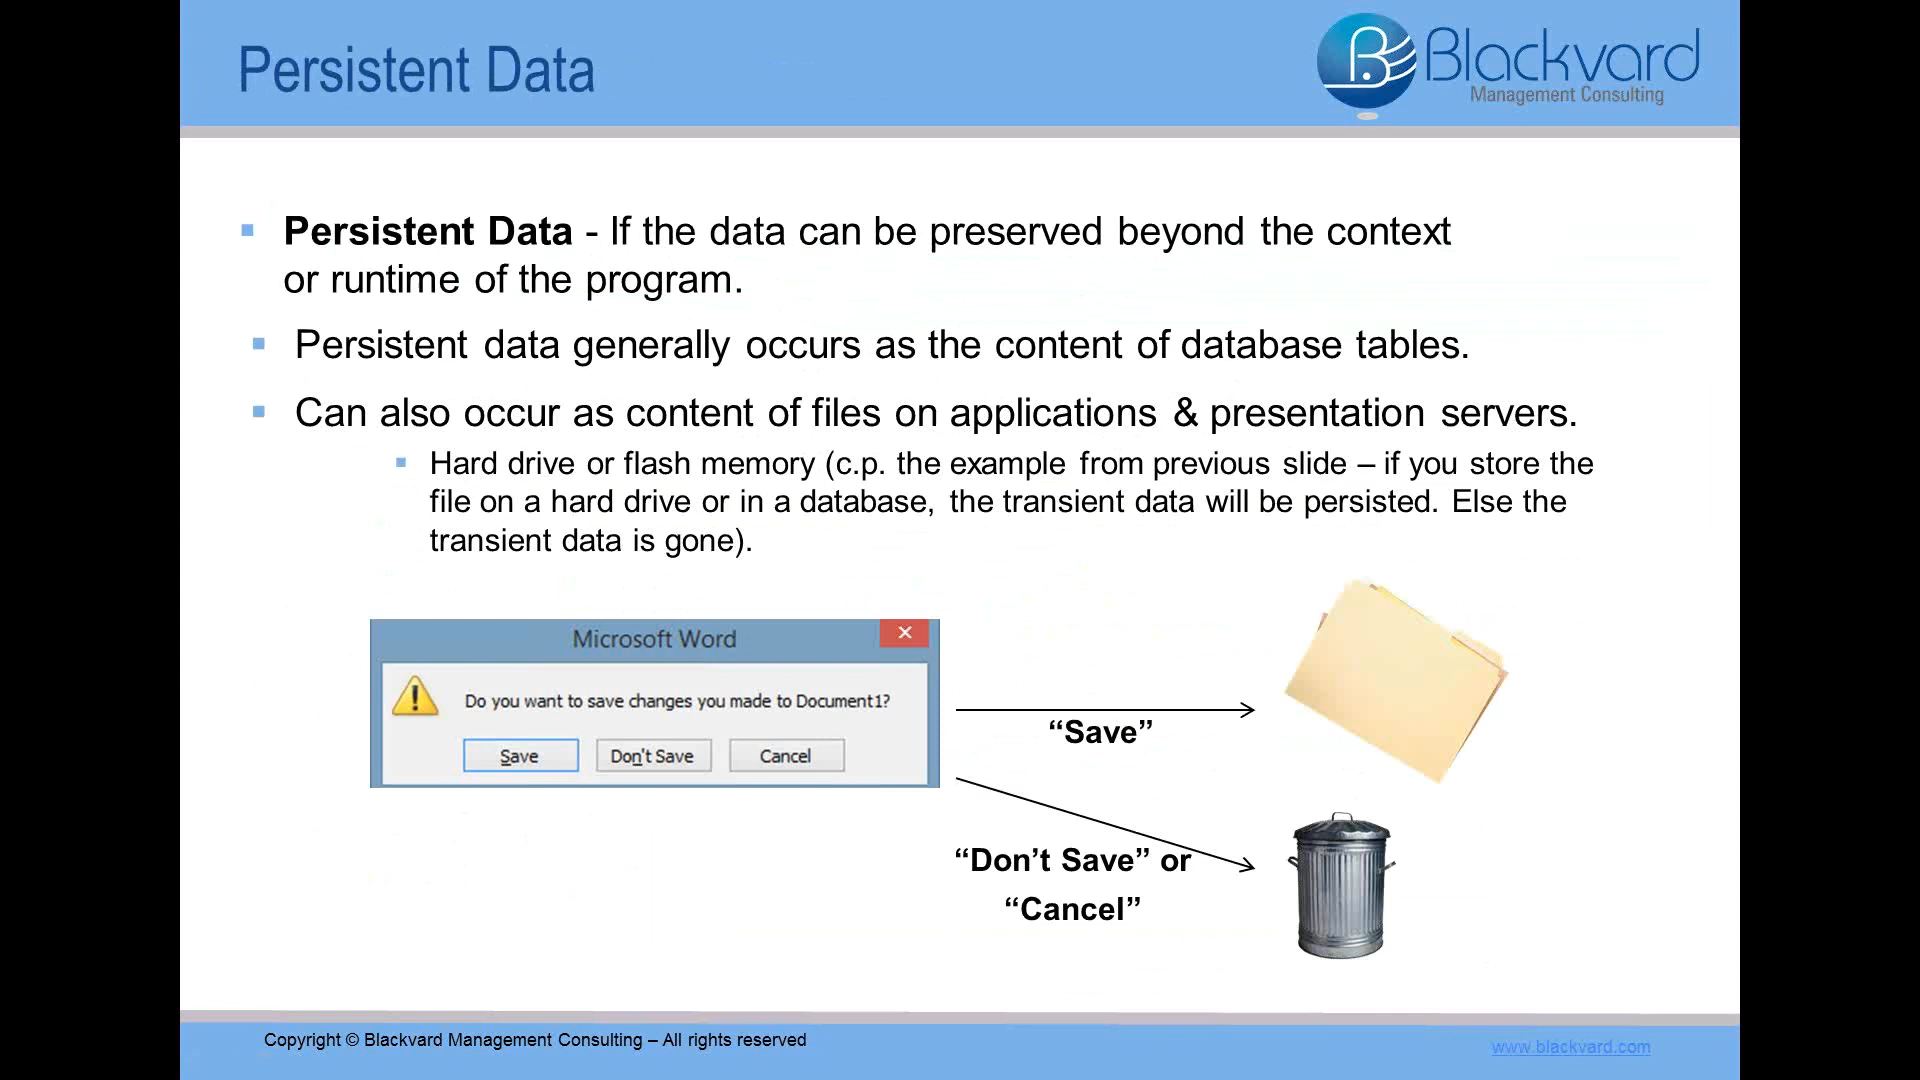 Persistent Data
Blackvard
Management Consulting
▪ Persistent Data - If the data can be preserved beyond the context
or runtime of the program.
▪ Persistent data generally occurs as the content of database tables.
▪ Can also occur as content of files on applications & presentation servers.
▪ Hard drive or flash memory (c.p. the example from previous slide – if you store the
file on a hard drive or in a database, the transient data will be persisted. Else the
transient data is gone).
Microsoft Word
Do you want to save changes you made to Document1?
Save Don't Save Cancel
“Save”
“Don’t Save” or
“Cancel”
Copyright © Blackvard Management Consulting – All rights reserved
www.blackvard.com